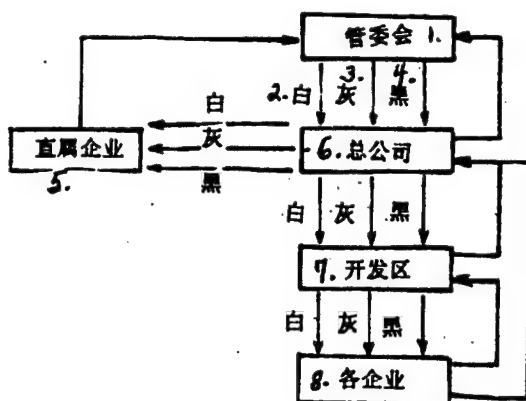 管委会 1.
2.白 3.灰 4.黑
白
灰
黑
直属企业
5.
6.总公司
白 灰 黑
7.开发区
白 灰 黑
8.各企业